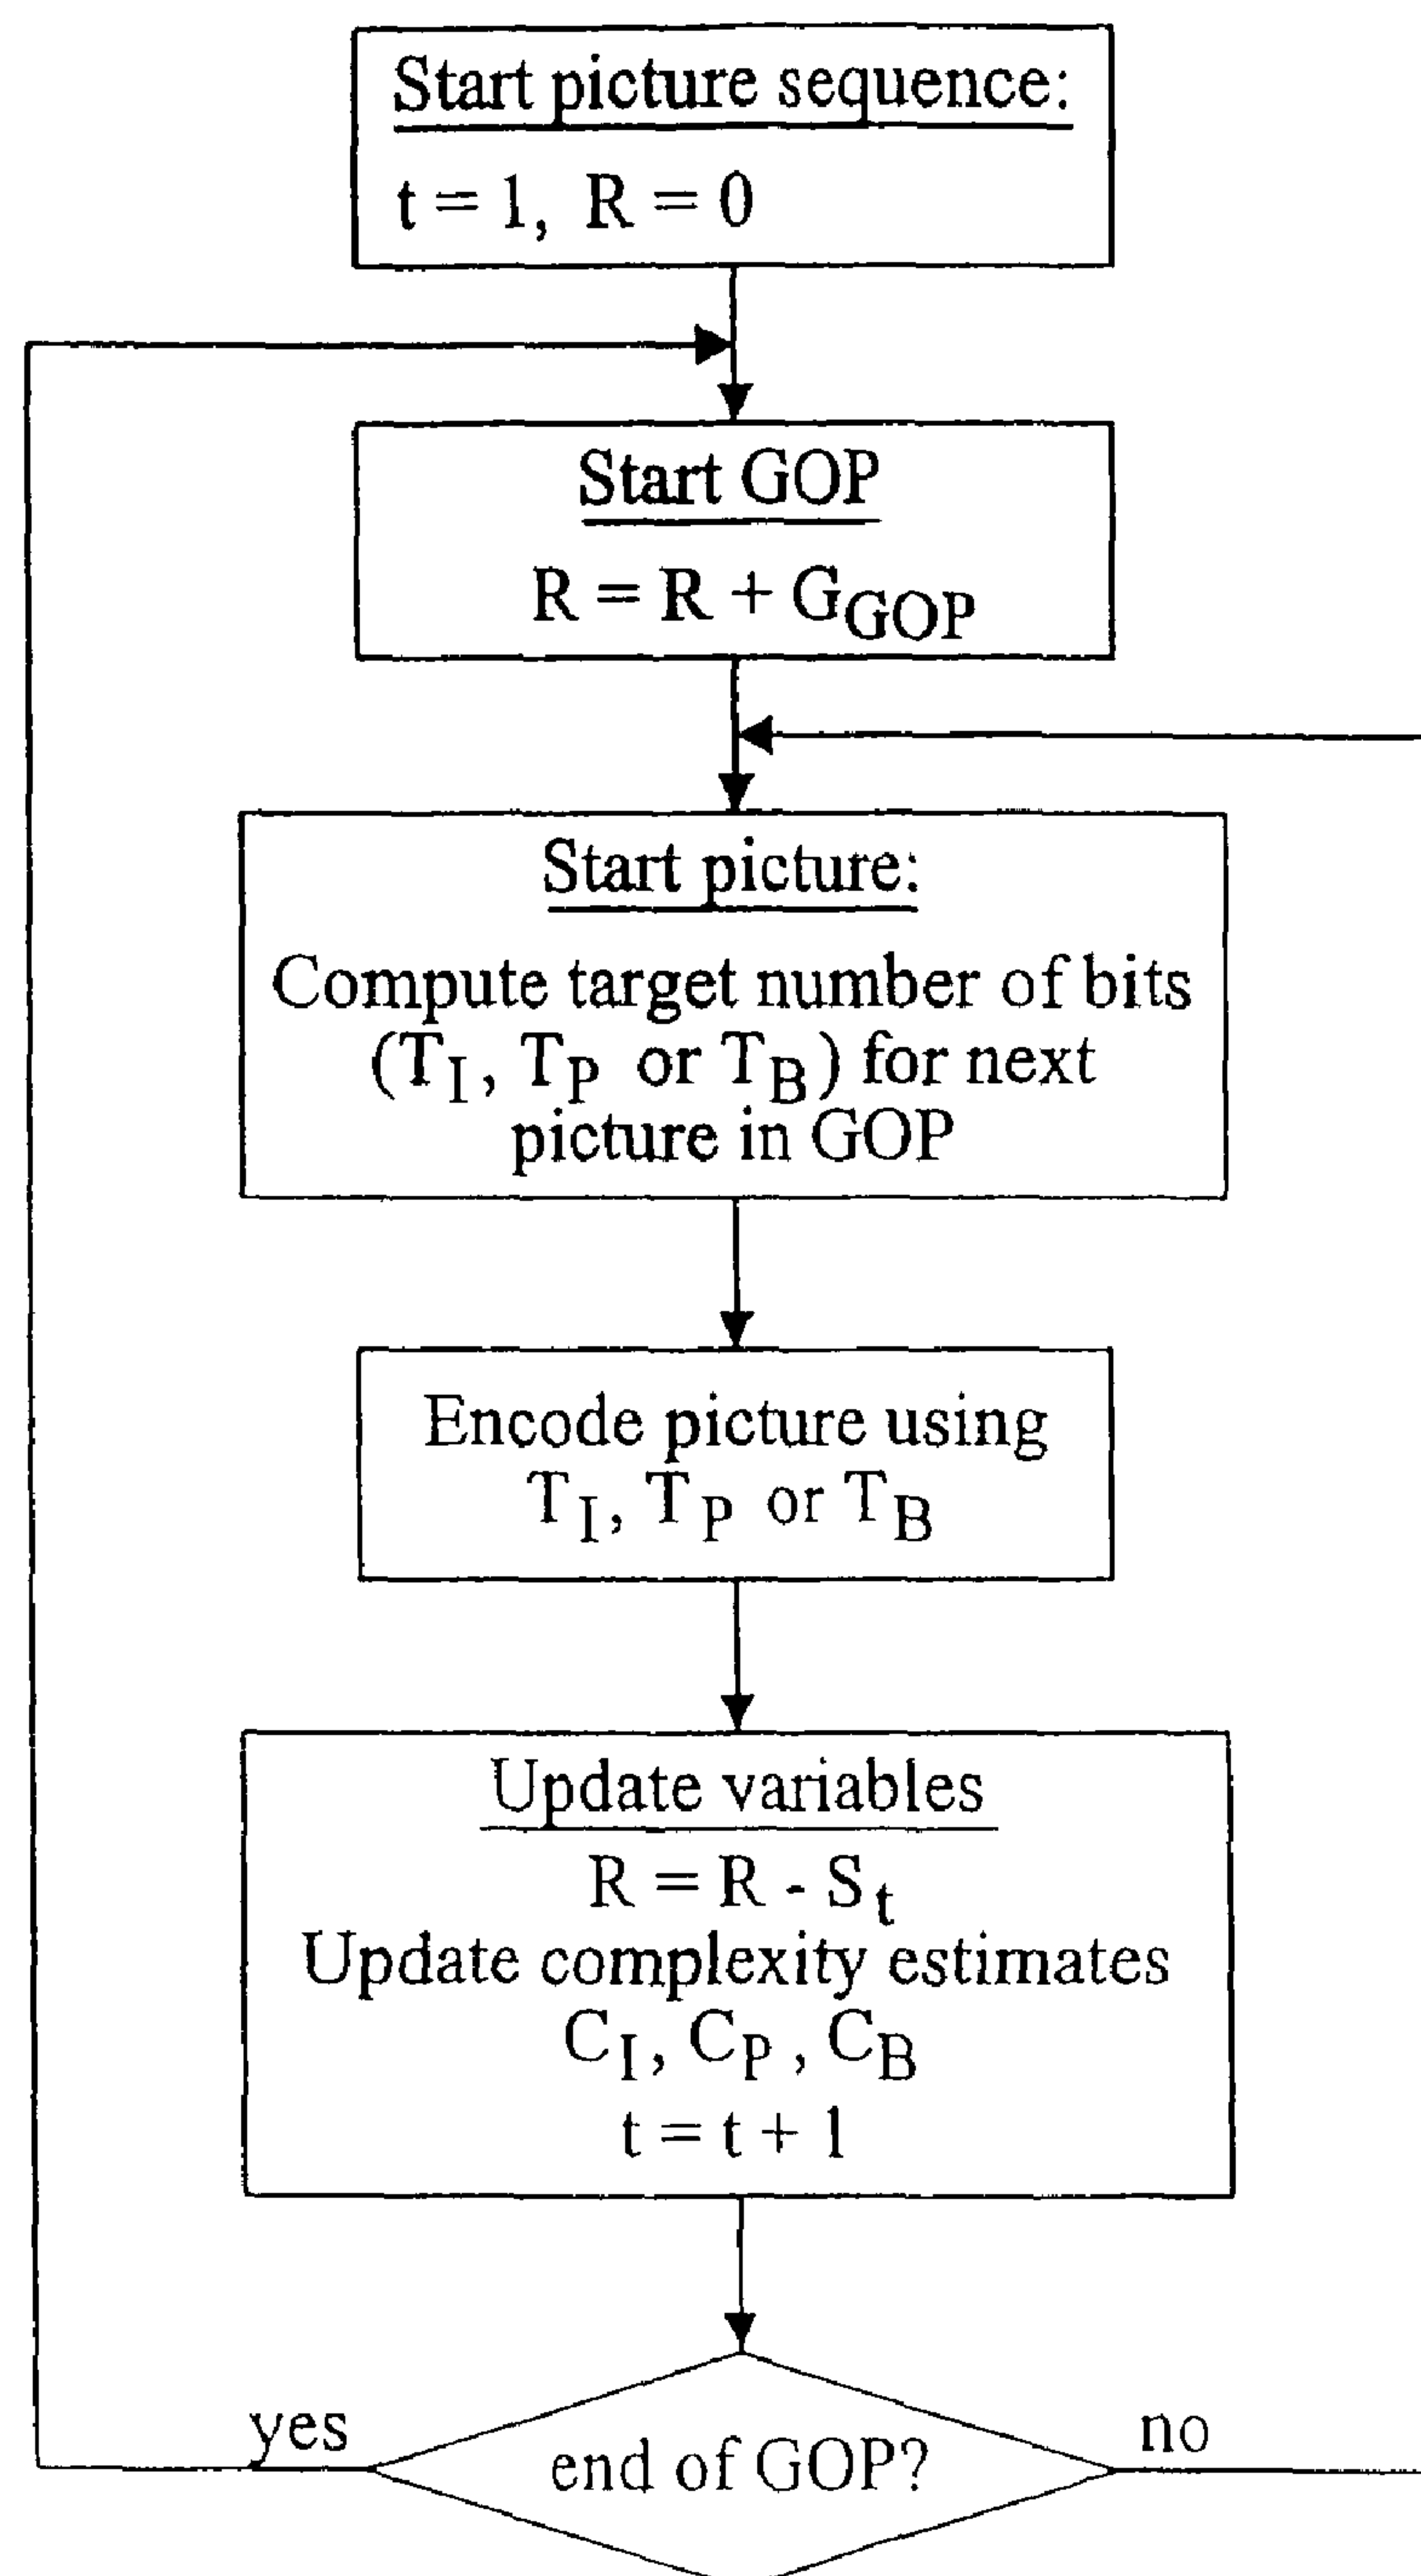 Start picture sequence:
t = 1, R = 0
Start GOP
R = R + G_GOP
Start picture:
Compute target number of bits
(T_I, T_P or T_B) for next
picture in GOP
Encode picture using
T_I, T_P or T_B
Update variables
R = R - S_t
Update complexity estimates
C_I, C_P, C_B
t = t + 1
yes
end of GOP?
no